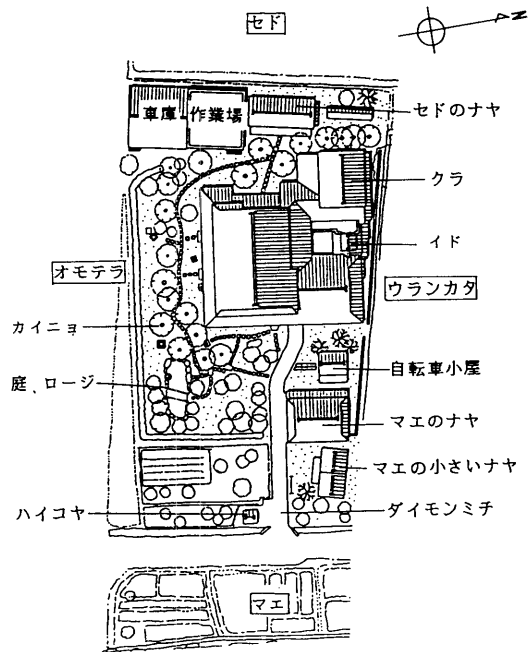 セド
N
車庫
作業場
セドのナヤ
クラ
イド
オモテラ
ウランカタ
カイニョ
自転車小屋
庭、ロージ
マエのナヤ
マエの小さいナヤ
ハイコヤ
ダイモンミチ
マエ